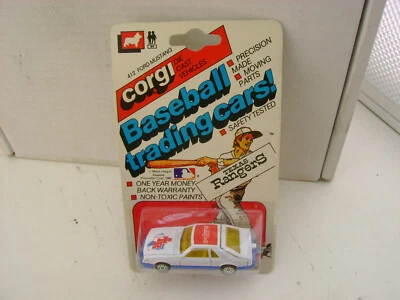 412 FORD MUSTANG
corgi
DIE
CAST
VEHICLES
PRECISION
MADE
MOVING
PARTS
Baseball
trading cars!
SAFETY TESTED
TEXAS
RangerS
ONE YEAR MONEY
BACK WARRANTY
NON-TOXIC PAINTS